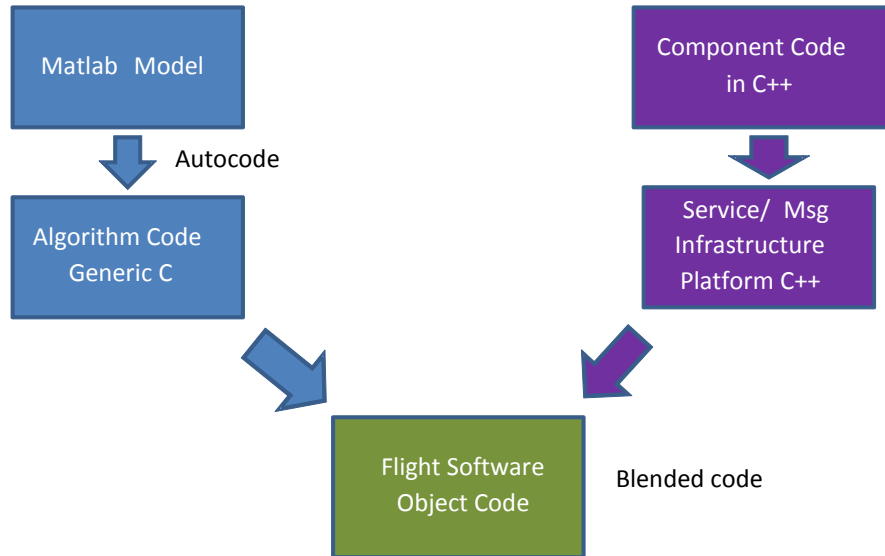 Matlab Model
Component Code
in C++
Autocode
Algorithm Code
Generic C
Service/ Msg
Infrastructure
Platform C++
Flight Software
Object Code
Blended code